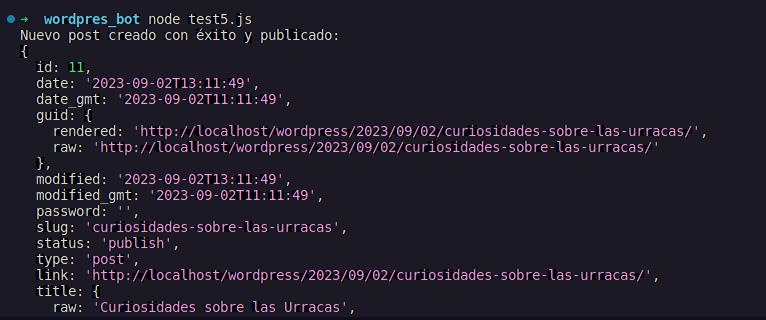 ➜ wordpres_bot node test5.js
Nuevo post creado con éxito y publicado:
{
id: 11,
date: '2023-09-02T13:11:49',
date_gmt: '2023-09-02T11:11:49',
guid: {
rendered: 'http://localhost/wordpress/2023/09/02/curiosidades-sobre-las-urracas/',
raw: 'http://localhost/wordpress/2023/09/02/curiosidades-sobre-las-urracas/'
},
modified: '2023-09-02T13:11:49',
modified_gmt: '2023-09-02T11:11:49',
password: '',
slug: 'curiosidades-sobre-las-urracas',
status: 'publish',
type: 'post',
link: 'http://localhost/wordpress/2023/09/02/curiosidades-sobre-las-urracas/',
title: {
raw: 'Curiosidades sobre las Urracas',